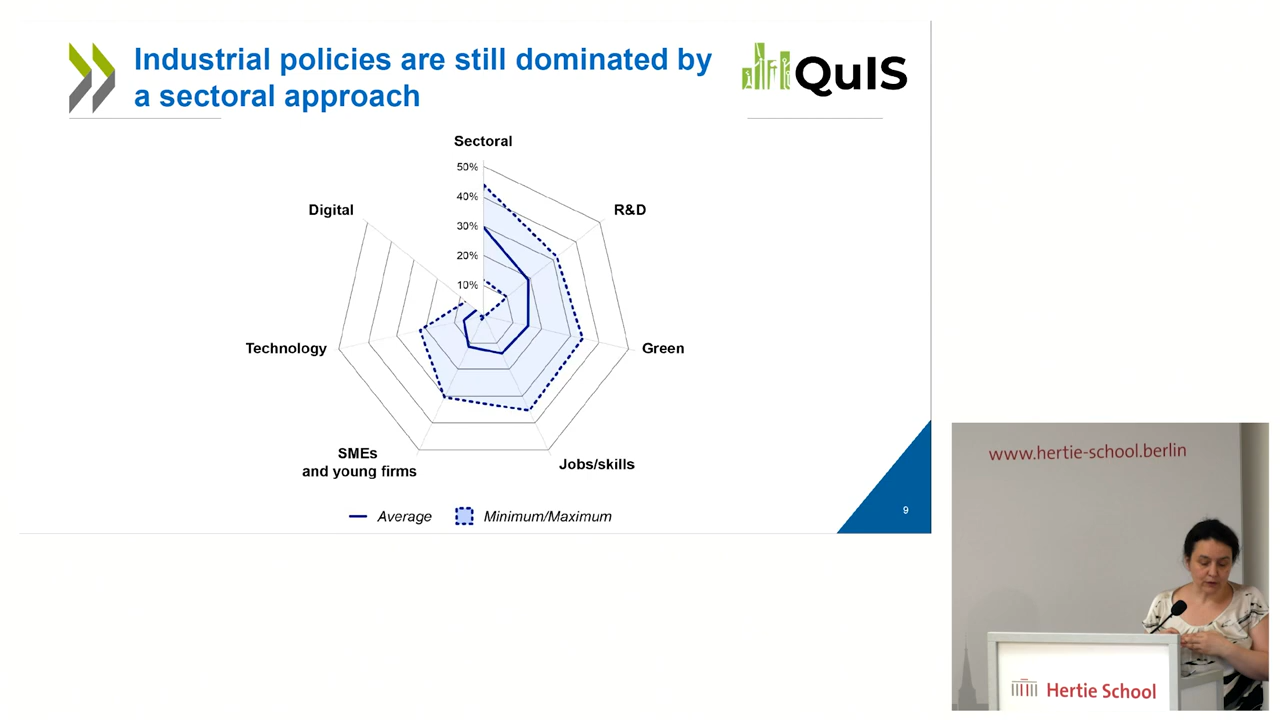 Industrial policies are still dominated by
a sectoral approach
QuIS
Sectoral
50%
40%
30%
20%
10%
Digital
R&D
Technology
Green
SMEs
and young firms
Jobs/skills
Average
Minimum/Maximum
9
www.hertie-school.berlin
Hertie School